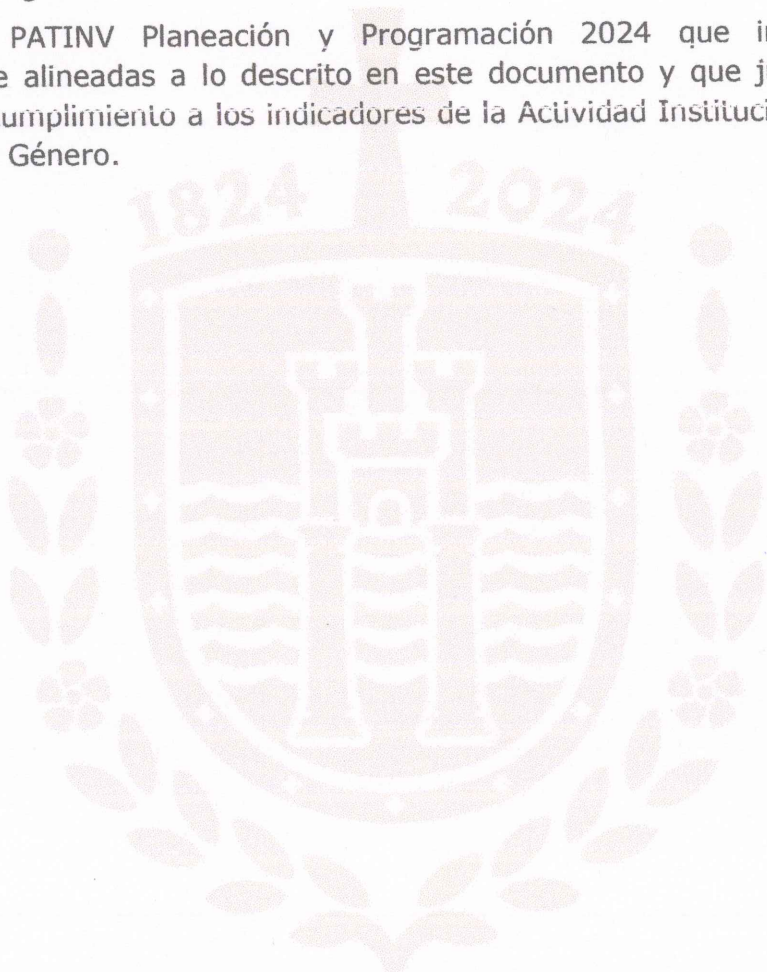 PATINV Planeación y Programación 2024 que
alineadas a lo descrito en este documento y que
cumplimiento a los indicadores de la Actividad
Género.
1824 2024